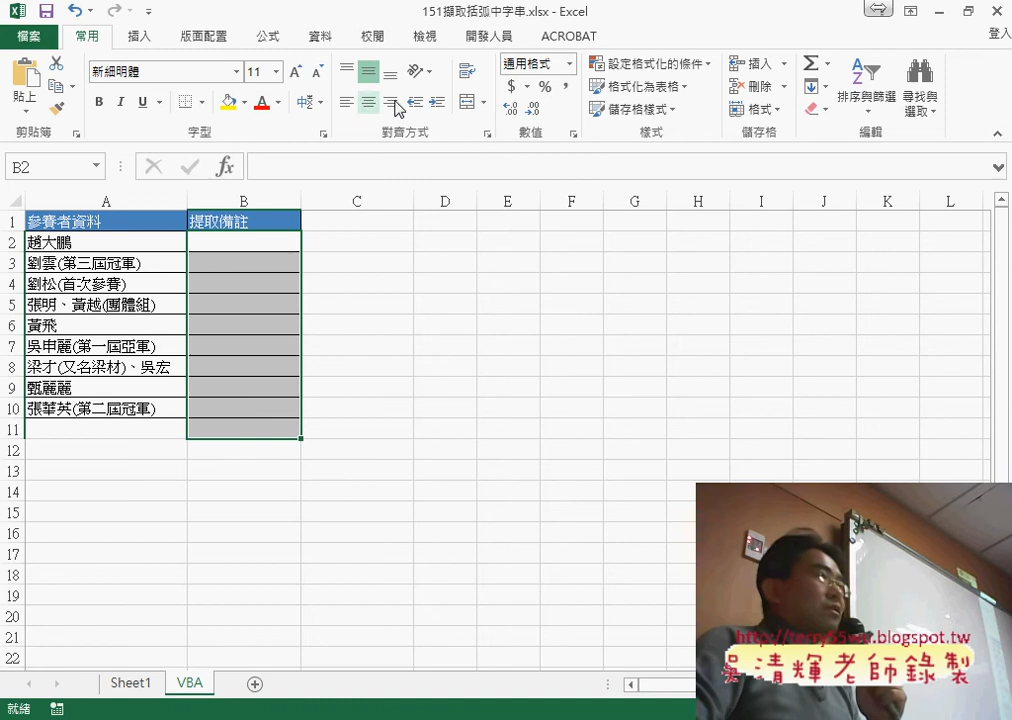 151擷取括弧中字串.xlsx - Excel
檔案 常用 插入 版面配置 公式 資料 校閱 檢視 開發人員 ACROBAT 登入
新細明體 11 通用格式 設定格式化的條件 插入
貼上 B I U 中 $ % 格式化為表格 刪除 排序與篩選 尋找與選取
儲存格樣式 格式
剪貼簿 字型 對齊方式 數值 樣式 儲存格 編輯
B2 fx
A B C D E F G H I J K L
1 參賽者資料 提取備註
2 趙大鵬
3 劉雲(第三屆冠軍)
4 劉松(首次參賽)
5 張明、黃越(團體組)
6 黃飛
7 吳申麗(第一屆亞軍)
8 梁才(又名梁材)、吳宏
9 甄麗麗
10 張華英(第二屆冠軍)
11
12
13
14
15
16
17
18
19
20
21
22
http://terry55wu.blogspot.tw
吳清輝老師錄製
Sheet1 VBA
就緒